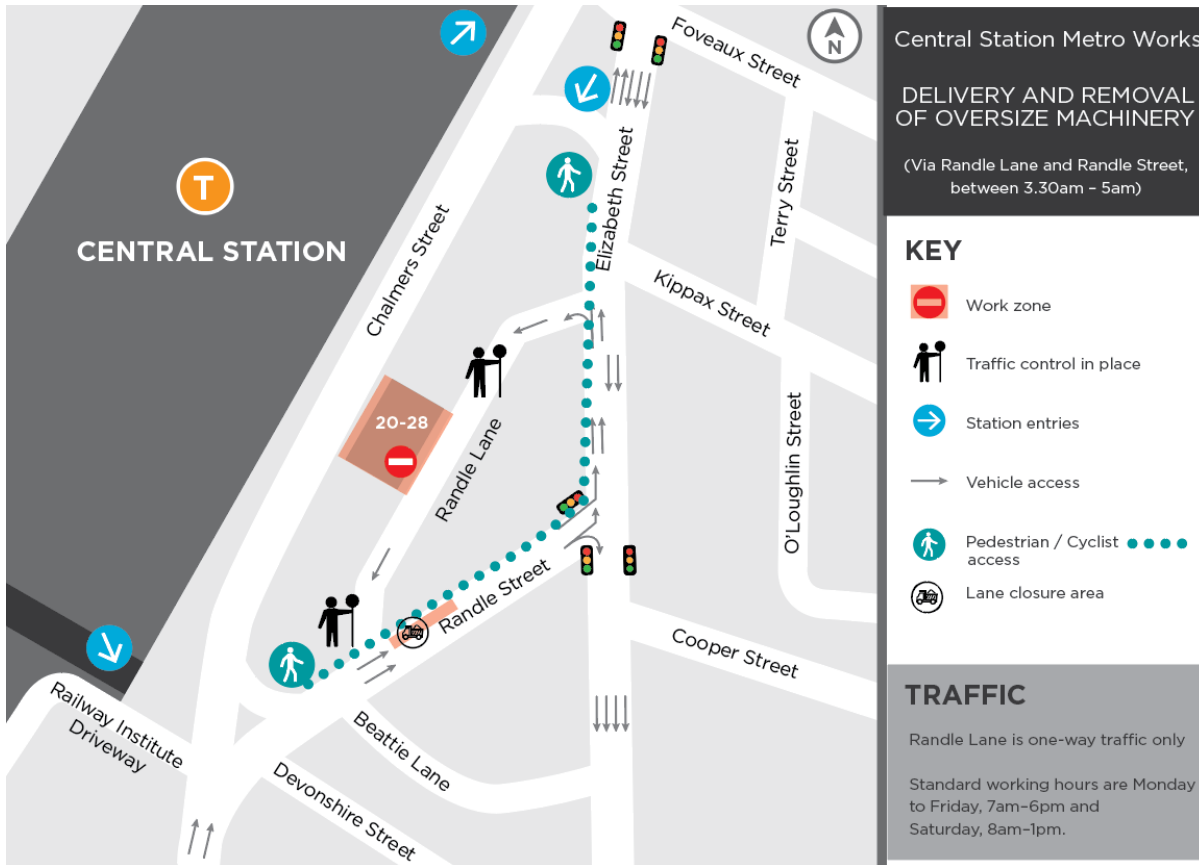 Foveaux Street
N
Terry Street
Elizabeth Street
T
CENTRAL STATION
Chalmers Street
Kippax Street
20-28
Randle Lane
O'Loughlin Street
Randle Street
Cooper Street
Railway Institute
Driveway
Beattie Lane
Devonshire Street
Central Station Metro Works
DELIVERY AND REMOVAL
OF OVERSIZE MACHINERY
(Via Randle Lane and Randle Street,
between 3.30am – 5am)
KEY
Work zone
Traffic control in place
Station entries
Vehicle access
Pedestrian / Cyclist
access
Lane closure area
TRAFFIC
Randle Lane is one-way traffic only
Standard working hours are Monday
to Friday, 7am–6pm and
Saturday, 8am–1pm.